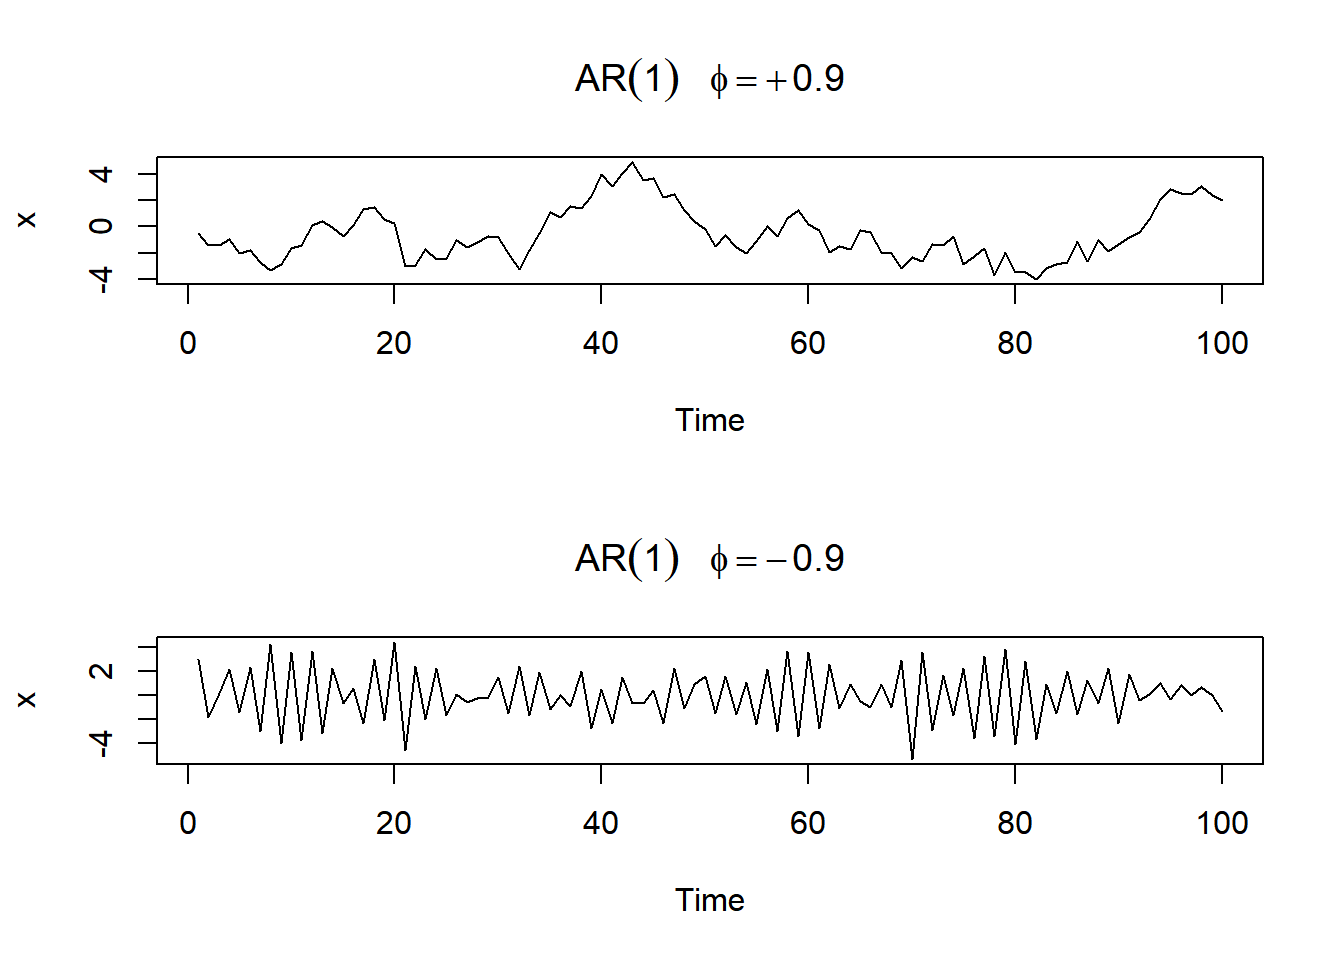 AR(1) ϕ = +0.9
x
4
0
-4
0 20 40 60 80 100
Time
AR(1) ϕ = −0.9
x
2
-4
0 20 40 60 80 100
Time